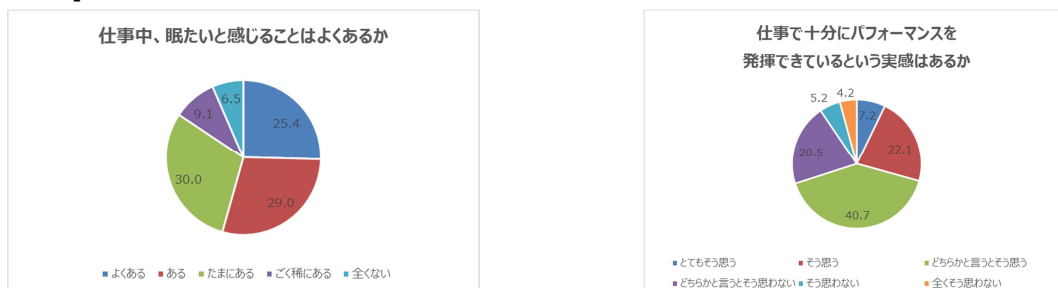 仕事中、眠たいと感じることはよくあるか
6.5
9.1
25.4
30.0
29.0
よくある ある たまにある ごく稀にある 全くない
仕事で十分にパフォーマンスを
発揮できているという実感はあるか
5.2
4.2
7.2
20.5
22.1
40.7
とてもそう思う そう思う どちらかと言うとそう思う
どちらかと言うとそう思わない そう思わない 全くそう思わない